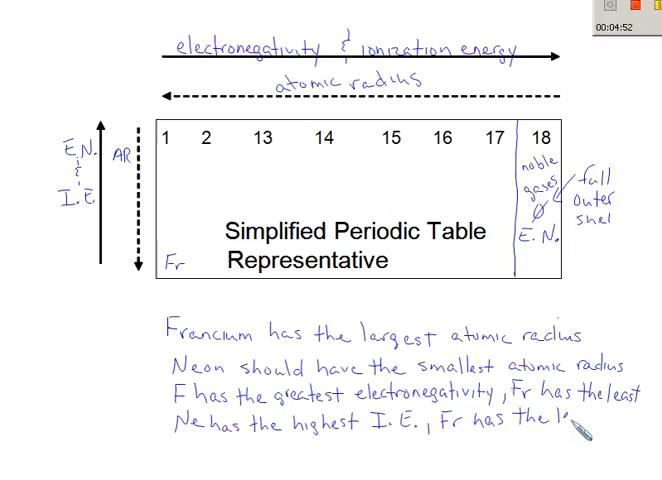 00:04:52
electronegativity & ionization energy
atomic radius
E.N.
&
I.E.
AR
1 2 13 14 15 16 17 18
noble
gases
Ø
E.N.
full
outer
shel
Simplified Periodic Table
Representative
Fr
Francium has the largest atomic radius
Neon should have the smallest atomic radius
F has the greatest electronegativity, Fr has the least
Ne has the highest I.E., Fr has the le